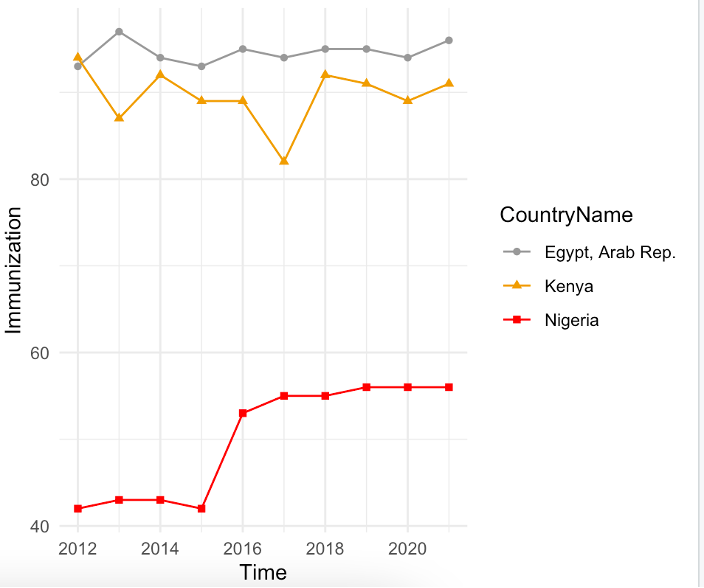 80
60
40
Immunization
2012 2014 2016 2018 2020
Time
CountryName
Egypt, Arab Rep.
Kenya
Nigeria